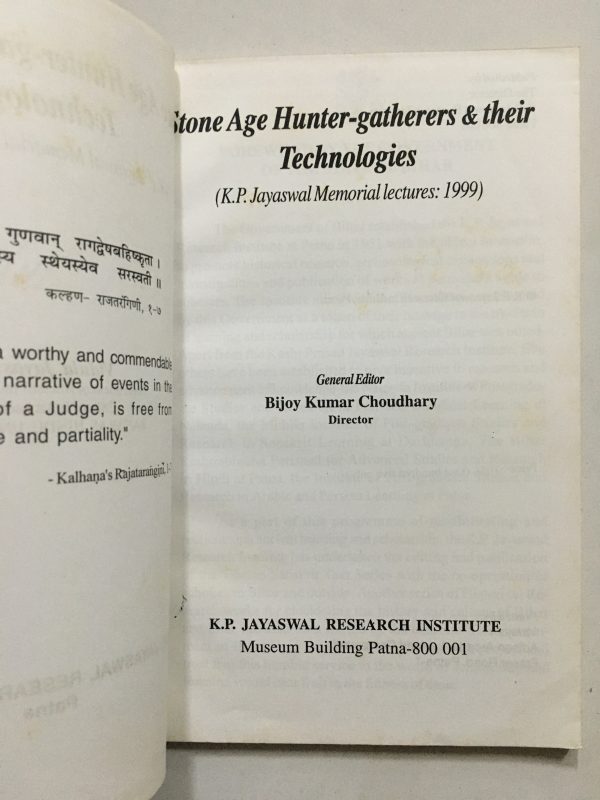 गुणवान् रागद्वेषबहिष्कृता।
स्थेयस्येव सरस्वती॥
कल्हण- राजतरंगिणी, १-७
a worthy and commendable
narrative of events in the
of a Judge, is free from
and partiality."
- Kalhaṇa's Rajataraṅgiṇi,
Stone Age Hunter-gatherers & their
Technologies
(K.P. Jayaswal Memorial lectures: 1999)
General Editor
Bijoy Kumar Choudhary
Director
K.P. JAYASWAL RESEARCH INSTITUTE
Museum Building Patna-800 001